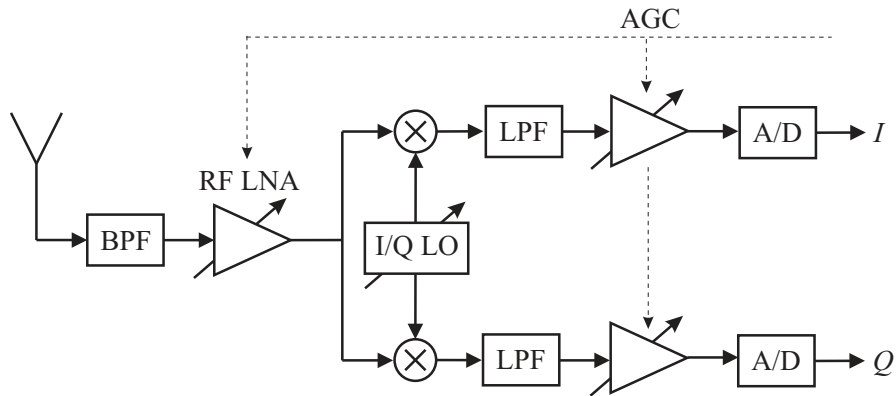 AGC
LPF
A/D
I
RF LNA
BPF
I/Q LO
LPF
A/D
Q